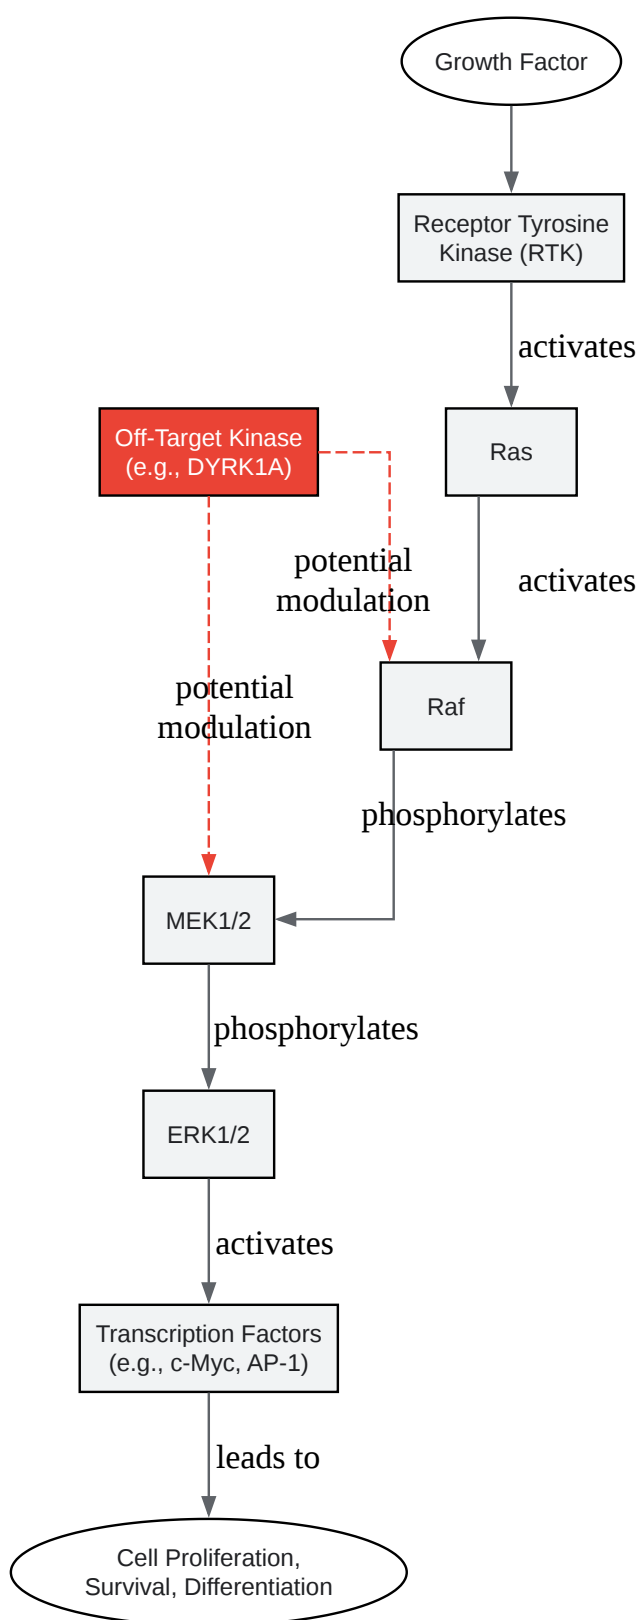 Growth Factor
Receptor Tyrosine
Kinase (RTK)
activates
Off-Target Kinase
(e.g., DYRK1A)
Ras
potential
modulation
activates
potential
modulation
Raf
phosphorylates
MEK1/2
phosphorylates
ERK1/2
activates
Transcription Factors
(e.g., c-Myc, AP-1)
leads to
Cell Proliferation,
Survival, Differentiation